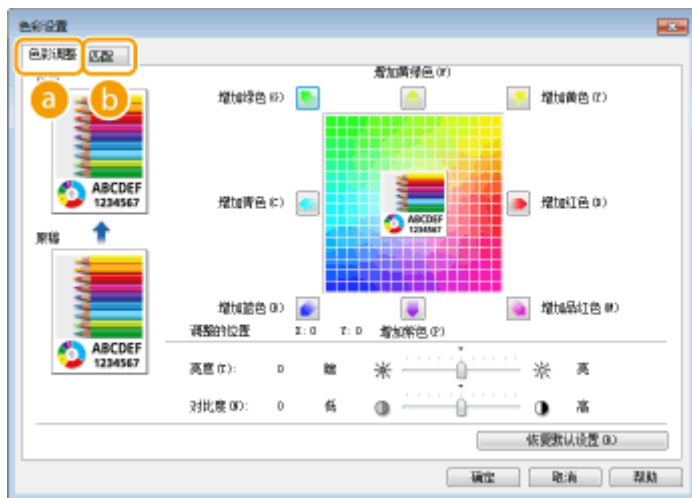 色彩设置
色彩调整 匹配
a b
增加黄绿色(W)
增加绿色(G) 增加黄色(Y)
ABCDEF
1234567
增加青色(C) 增加红色(R)
ABCDEF
1234567
原稿
增加蓝色(B) 增加品红色(M)
调整的位置 X: 0 Y: 0 增加紫色(P)
ABCDEF
1234567
亮度(T): 0 暗 亮
对比度(N): 0 低 高
恢复默认设置
确定 取消 帮助